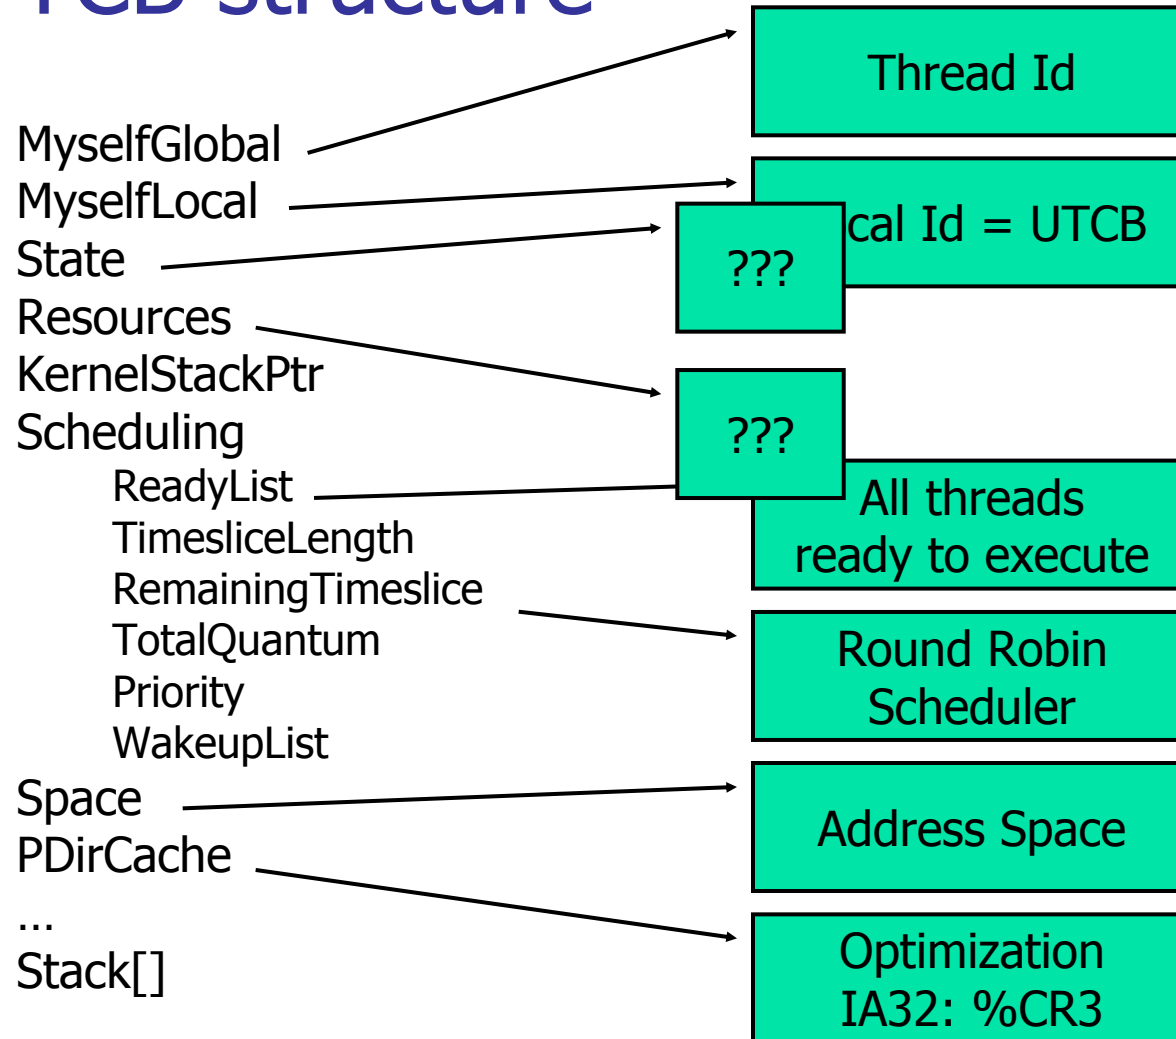 TCB Structure
Thread Id
MyselfGlobal
MyselfLocal
cal Id = UTCB
State
???
Resources
KernelStackPtr
Scheduling
???
ReadyList
All threads
ready to execute
TimesliceLength
RemainingTimeslice
TotalQuantum
Round Robin
Scheduler
Priority
WakeupList
Space
Address Space
PDirCache
...
Stack[]
Optimization
IA32: %CR3